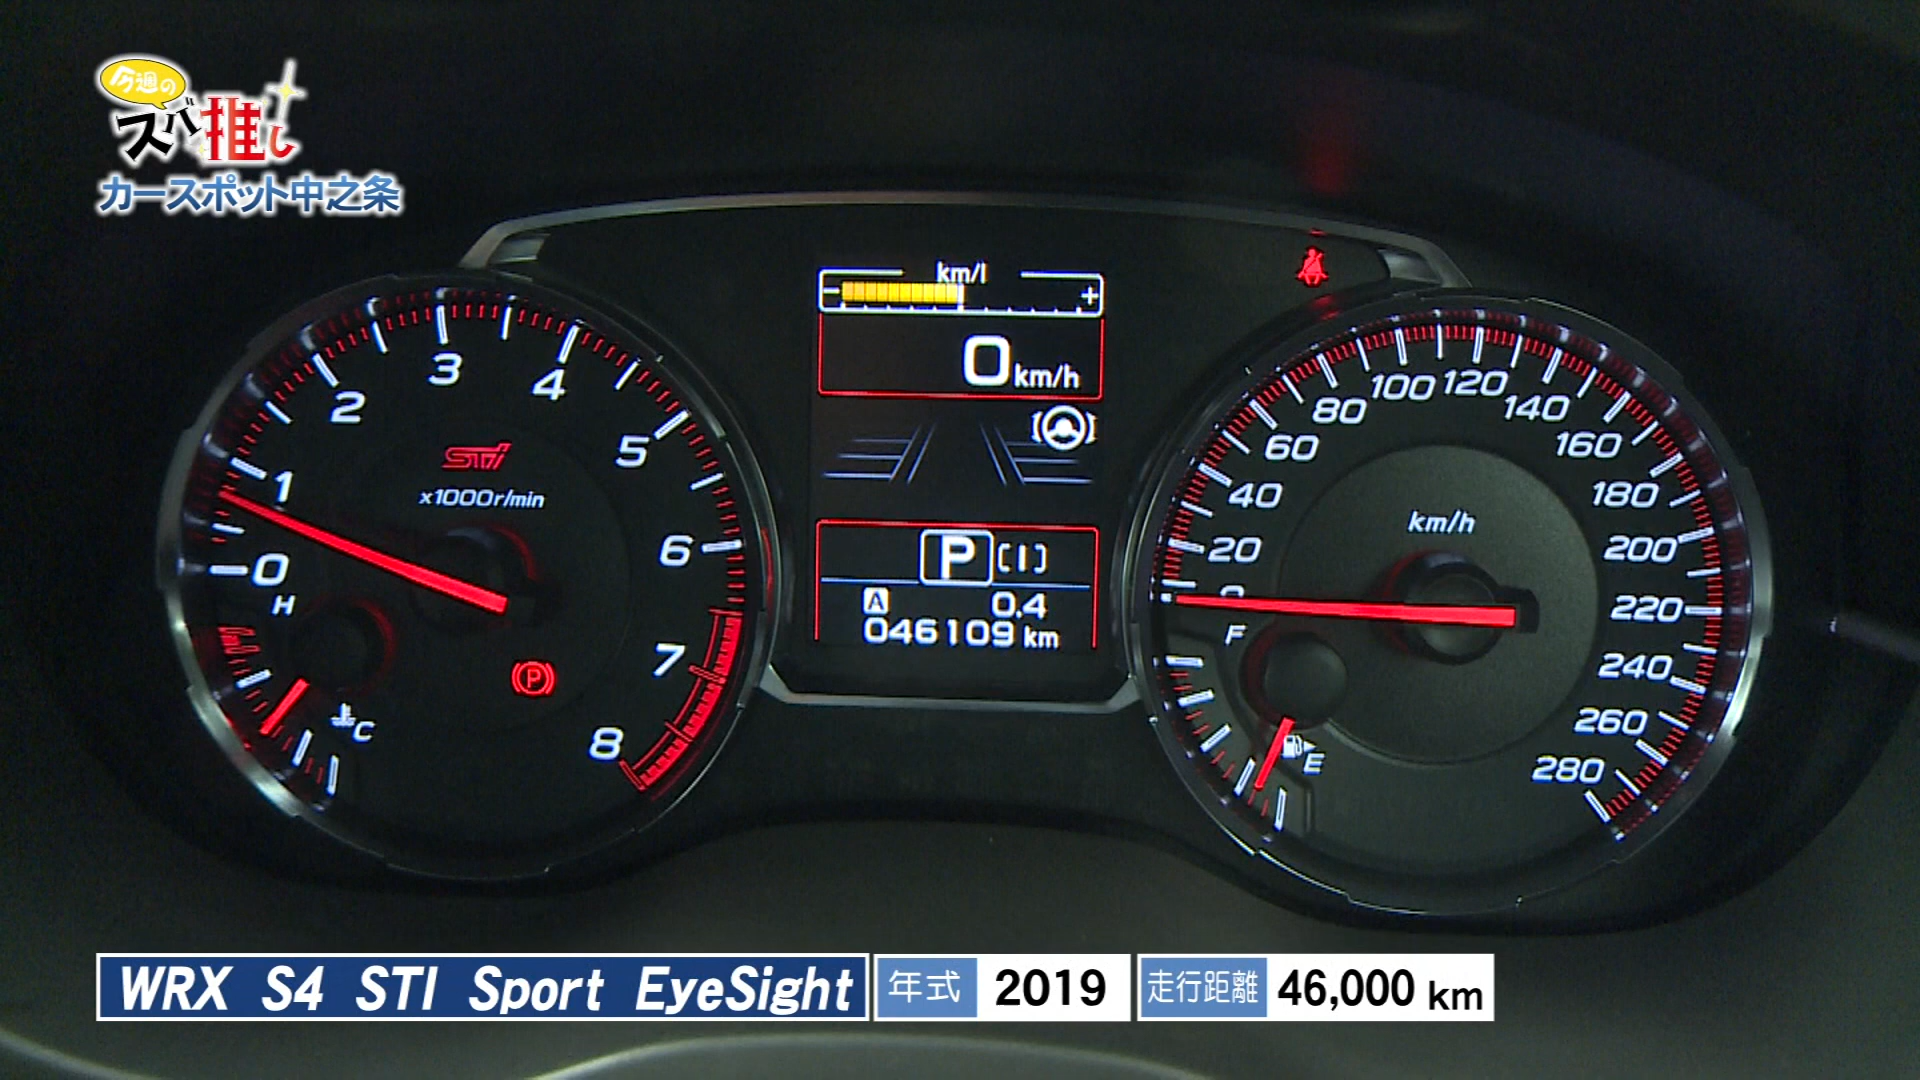 今週の
スバ推し
カースポット中之条
km/l
- +
0 km/h
P [1]
A 0.4
046109 km
0 1 2 3 4 5 6 7 8
STI
x1000r/min
H
C
P
20 40 60 80 100 120 140 160 180 200 220 240 260 280
km/h
F
E
WRX S4 STI Sport EyeSight
年式 2019
走行距離 46,000 km